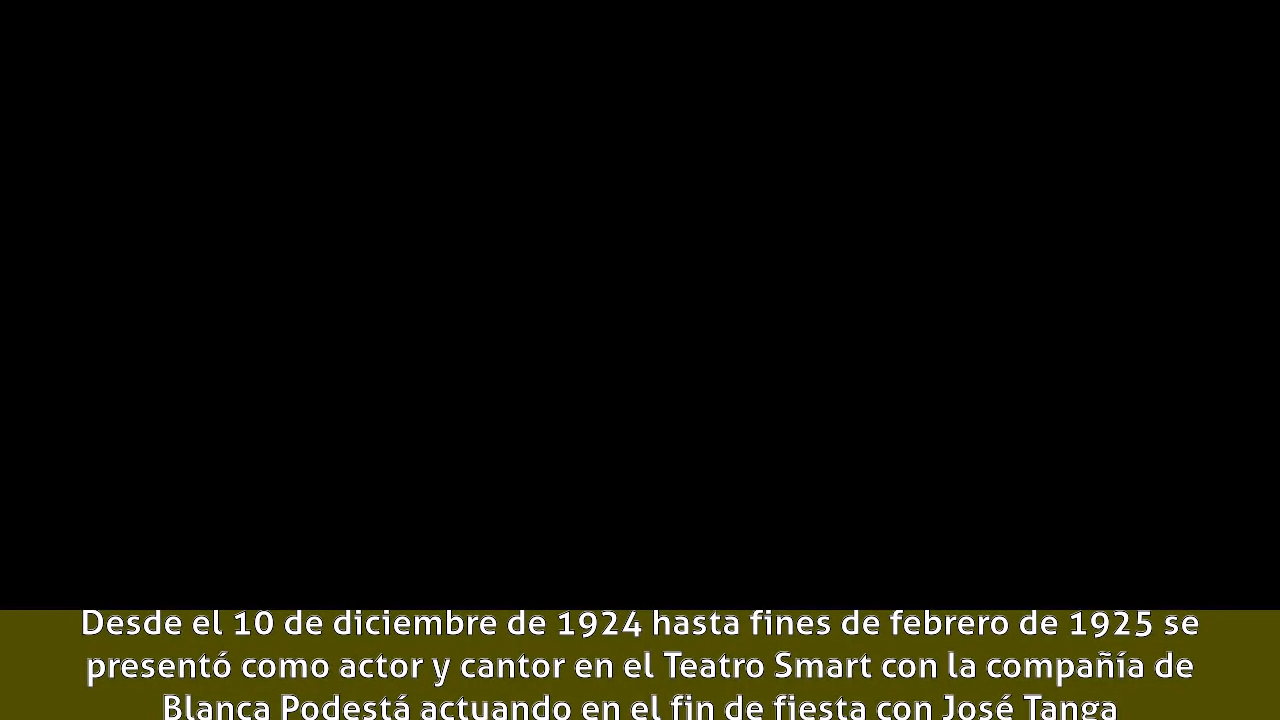 Desde el 10 de diciembre de 1924 hasta fines de febrero de 1925 se
presentó como actor y cantor en el Teatro Smart con la compañía de
Blanca Podestá actuando en el fin de fiesta con José Tanga